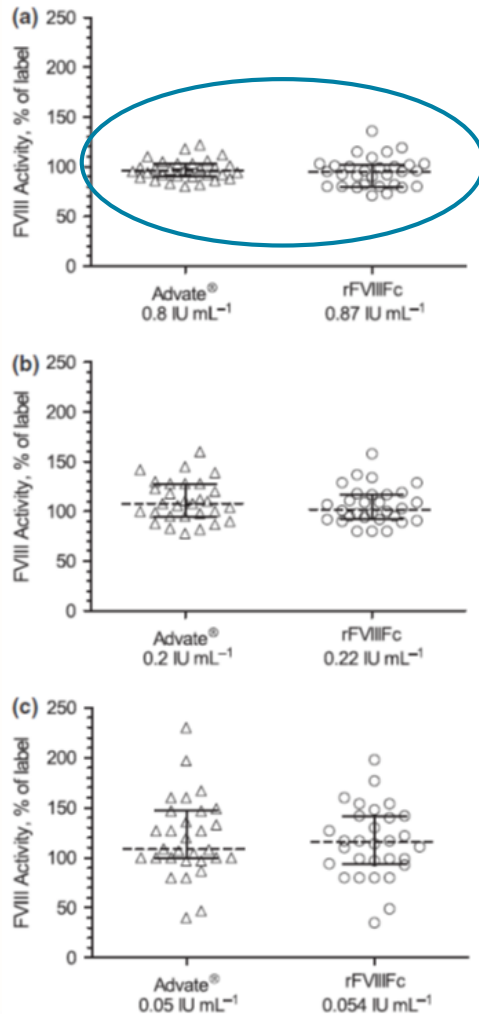 (a)
FVIII Activity, % of label
250
200
150
100
50
0
Advate® rFVIIIFc
0.8 IU mL⁻¹ 0.87 IU mL⁻¹
(b)
FVIII Activity, % of label
250
200
150
100
50
0
Advate® rFVIIIFc
0.2 IU mL⁻¹ 0.22 IU mL⁻¹
(c)
FVIII Activity, % of label
250
200
150
100
50
0
Advate® rFVIIIFc
0.05 IU mL⁻¹ 0.054 IU mL⁻¹